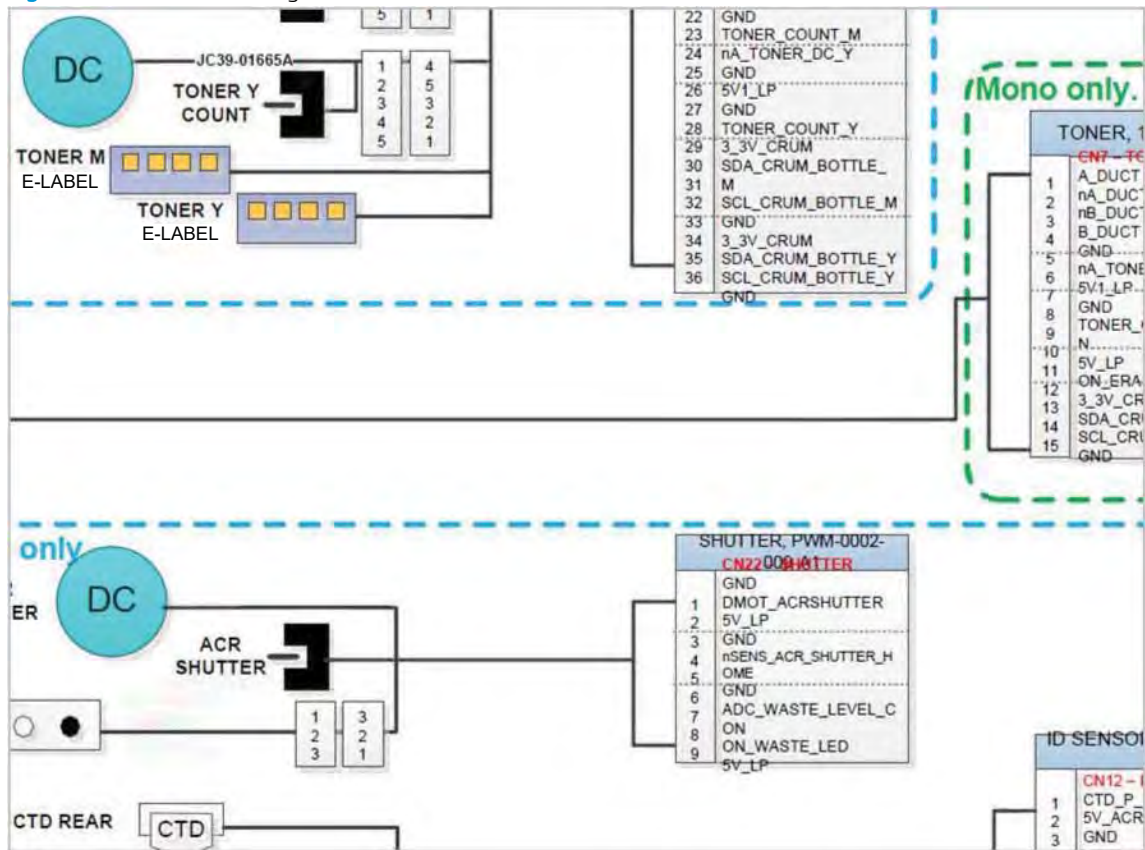 5 1
DC
JC39-01665A
TONER Y
COUNT
1 4
2 5
3 3
4 2
5 1
TONER M
E-LABEL
TONER Y
E-LABEL
22 GND
23 TONER_COUNT_M
24 nA_TONER_DC_Y
25 GND
26 5V1_LP
27 GND
28 TONER_COUNT_Y
29 3_3V_CRUM
30 SDA_CRUM_BOTTLE_
31 M
32 SCL_CRUM_BOTTLE_M
33 GND
34 3_3V_CRUM
35 SDA_CRUM_BOTTLE_Y
36 SCL_CRUM_BOTTLE_Y
GND
Mono only.
TONER,
CN7 –
1 A_DUCT
2 nA_DUCT
3 nB_DUCT
4 B_DUCT
5 GND
6 nA_TONE
7 5V1_LP
8 GND
9 TONER_
10 N
11 5V_LP
12 ON_ERA
13 3_3V_CR
14 SDA_CR
15 SCL_CR
GND
only
ER
DC
ACR
SHUTTER
1 3
2 2
3 1
SHUTTER, PWM-0002-
009-A1
CN22 – SHUTTER
GND
1 DMOT_ACRSHUTTER
2 5V_LP
3 GND
4 nSENS_ACR_SHUTTER_H
5 OME
6 GND
7 ADC_WASTE_LEVEL_C
8 ON
9 ON_WASTE_LED
5V_LP
CTD REAR
CTD
ID SENSO
CN12 –
1 CTD_P_
2 5V_ACR
3 GND